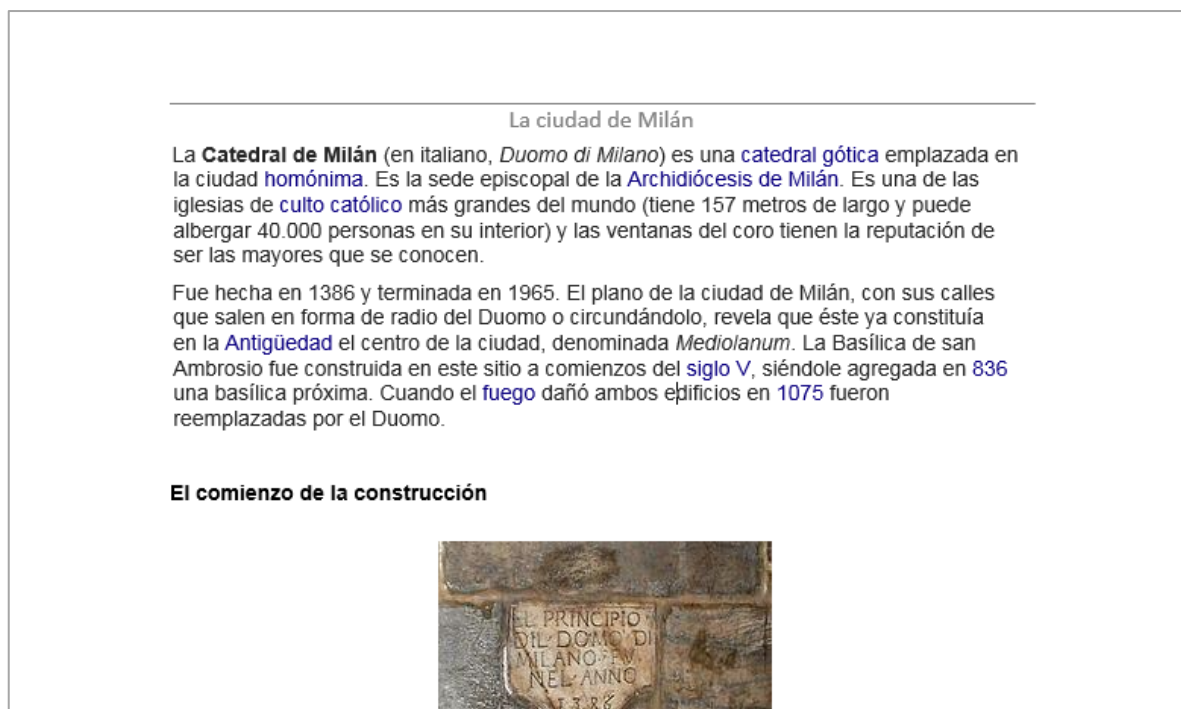 La ciudad de Milán
La Catedral de Milán (en italiano, Duomo di Milano) es una catedral gótica emplazada en
la ciudad homónima. Es la sede episcopal de la Archidiócesis de Milán. Es una de las
iglesias de culto católico más grandes del mundo (tiene 157 metros de largo y puede
albergar 40.000 personas en su interior) y las ventanas del coro tienen la reputación de
ser las mayores que se conocen.
Fue hecha en 1386 y terminada en 1965. El plano de la ciudad de Milán, con sus calles
que salen en forma de radio del Duomo o circundándolo, revela que éste ya constituía
en la Antigüedad el centro de la ciudad, denominada Mediolanum. La Basílica de san
Ambrosio fue construida en este sitio a comienzos del siglo V, siéndole agregada en 836
una basílica próxima. Cuando el fuego dañó ambos edificios en 1075 fueron
reemplazadas por el Duomo.
El comienzo de la construcción
EL PRINCIPIO
DIL DOMO DI
MILANO
NEL ANNO
1386